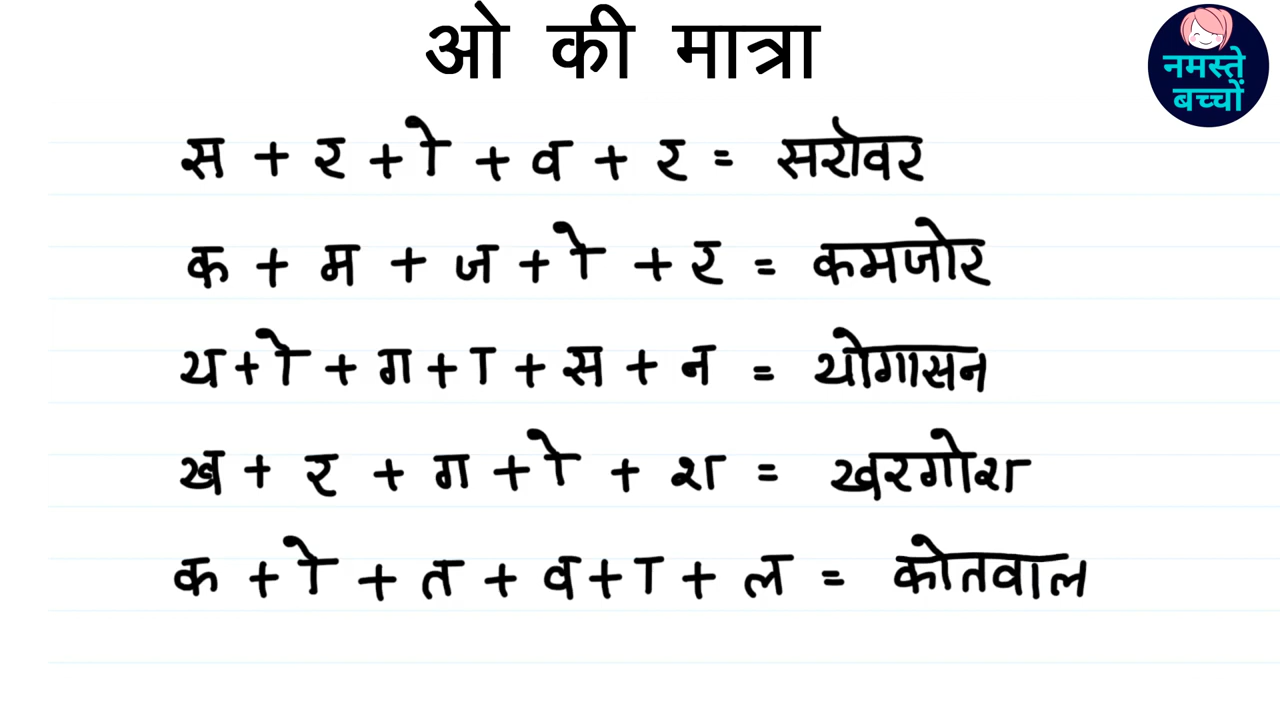 ओ की मात्रा
नमस्ते
बच्चों
स + र + ो + व + र = सरोवर
क + म + ज + ो + र = कमजोर
य + ो + ग + ा + स + न = योगासन
ख + र + ग + ो + श = खरगोश
क + ो + त + व + ा + ल = कोतवाल